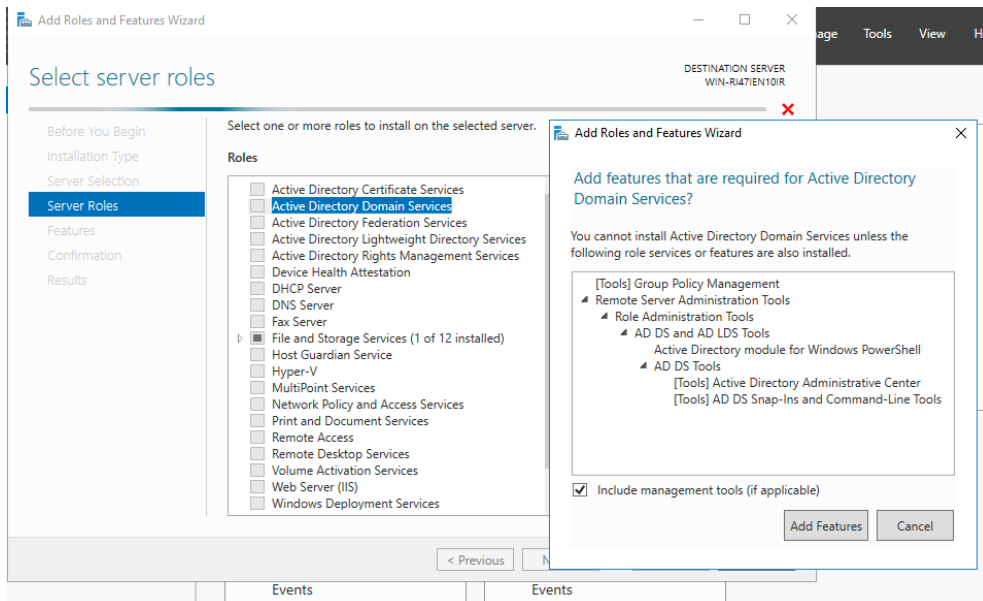 Add Roles and Features Wizard
Tools
View
Select server roles
DESTINATION SERVER
WIN-RI47IEN10IR
Before You Begin
Installation Type
Server Selection
Server Roles
Features
Confirmation
Results
Select one or more roles to install on the selected server.
Roles
Active Directory Certificate Services
Active Directory Domain Services
Active Directory Federation Services
Active Directory Lightweight Directory Services
Active Directory Rights Management Services
Device Health Attestation
DHCP Server
DNS Server
Fax Server
File and Storage Services (1 of 12 installed)
Host Guardian Service
Hyper-V
MultiPoint Services
Network Policy and Access Services
Print and Document Services
Remote Access
Remote Desktop Services
Volume Activation Services
Web Server (IIS)
Windows Deployment Services
< Previous
Add Roles and Features Wizard
Add features that are required for Active Directory
Domain Services?
You cannot install Active Directory Domain Services unless the
following role services or features are also installed.
[Tools] Group Policy Management
Remote Server Administration Tools
Role Administration Tools
AD DS and AD LDS Tools
Active Directory module for Windows PowerShell
AD DS Tools
[Tools] Active Directory Administrative Center
[Tools] AD DS Snap-Ins and Command-Line Tools
Include management tools (if applicable)
Add Features
Cancel
Events
Events